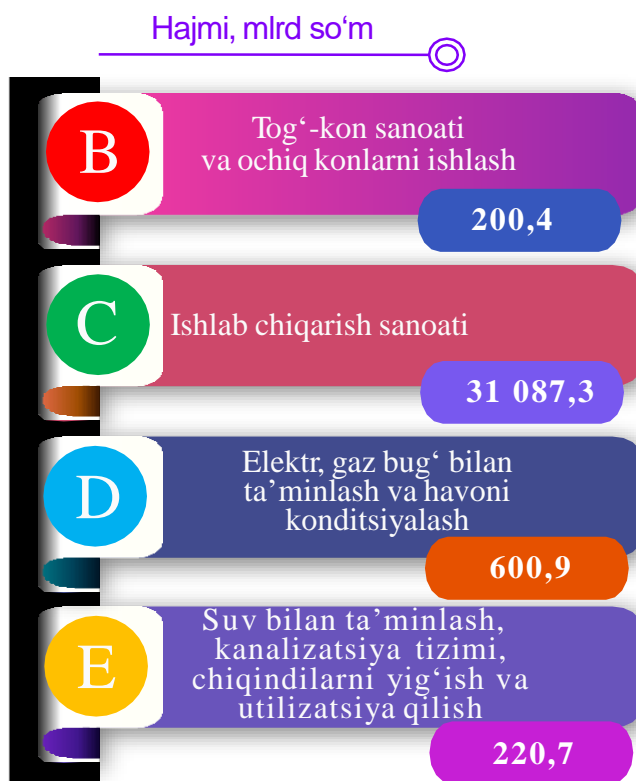 Hajmi, mlrd so‘m
B
Tog‘-kon sanoati
va ochiq konlarni ishlash
200,4
C
Ishlab chiqarish sanoati
31 087,3
D
Elektr, gaz bug‘ bilan
ta’minlash va havoni
konditsiyalash
600,9
E
Suv bilan ta’minlash,
kanalizatsiya tizimi,
chiqindilarni yig‘ish va
utilizatsiya qilish
220,7